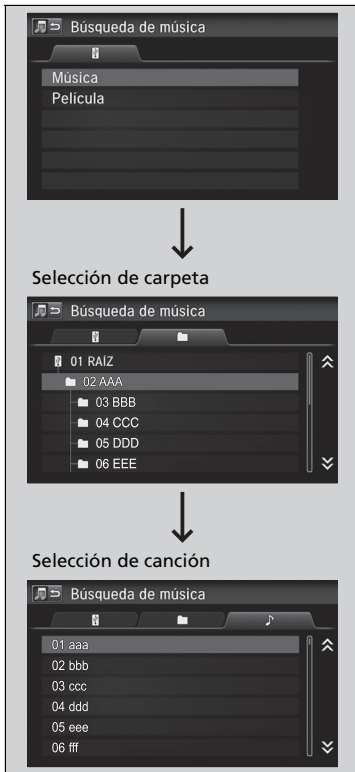 Búsqueda de música
Música
Película
Selección de carpeta
Búsqueda de música
01 RAÍZ
02 AAA
03 BBB
04 CCC
05 DDD
06 EEE
Selección de canción
Búsqueda de música
01 aaa
02 bbb
03 ccc
04 ddd
05 eee
06 fff